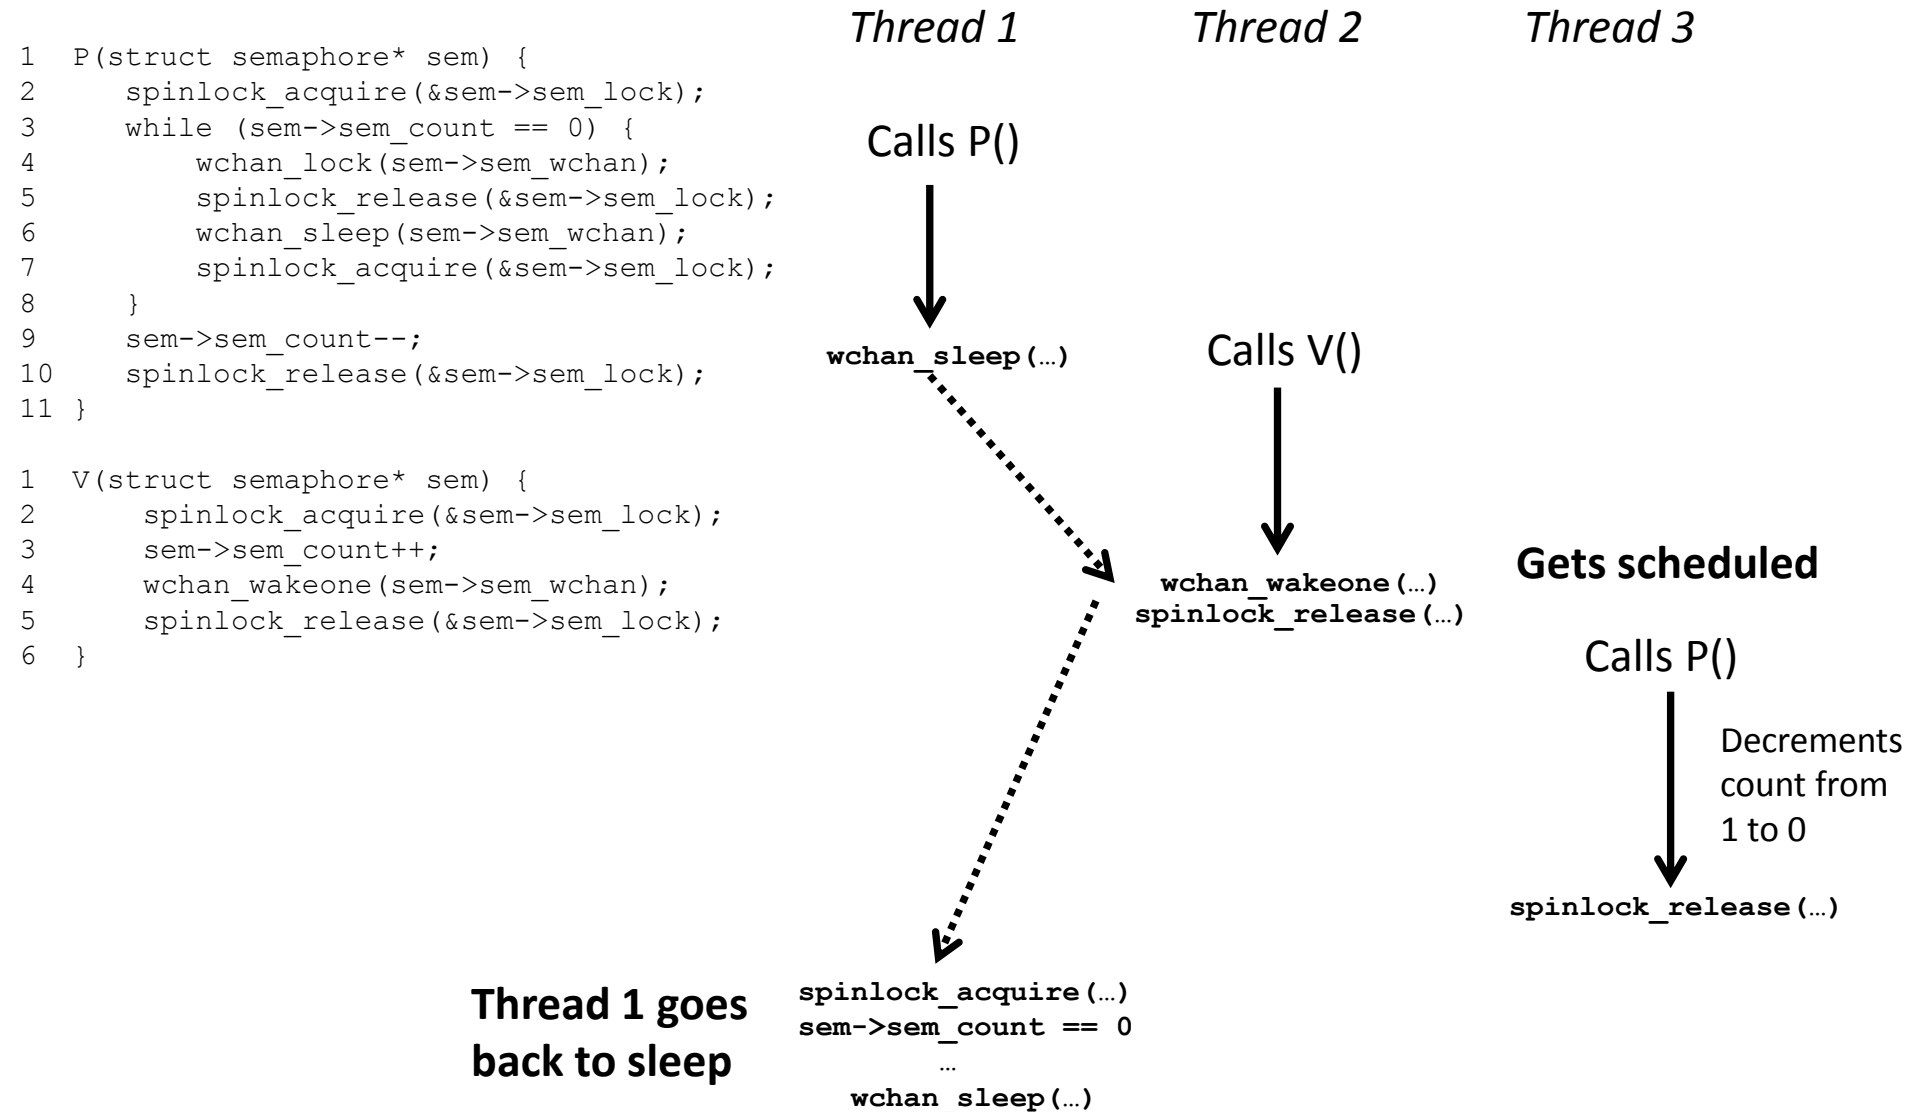 Thread 1 Thread 2 Thread 3
1 P(struct semaphore* sem) {
2 spinlock_acquire(&sem->sem_lock);
3 while (sem->sem_count == 0) {
4 wchan_lock(sem->sem_wchan);
5 spinlock_release(&sem->sem_lock);
6 wchan_sleep(sem->sem_wchan);
7 spinlock_acquire(&sem->sem_lock);
8 }
9 sem->sem_count--;
10 spinlock_release(&sem->sem_lock);
11 }
1 V(struct semaphore* sem) {
2 spinlock_acquire(&sem->sem_lock);
3 sem->sem_count++;
4 wchan_wakeone(sem->sem_wchan);
5 spinlock_release(&sem->sem_lock);
6 }
Calls P()
wchan_sleep(…)
Calls V()
wchan_wakeone(…)
spinlock_release(…)
Gets scheduled
Calls P()
Decrements
count from
1 to 0
spinlock_release(…)
Thread 1 goes
back to sleep
spinlock_acquire(…)
sem->sem_count == 0
…
wchan sleep(…)